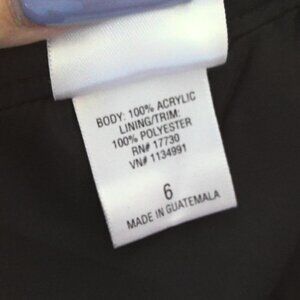 BODY: 100% ACRYLIC
LINING/TRIM:
100% POLYESTER
RN# 17730
VN# 1134991
6
MADE IN GUATEMALA